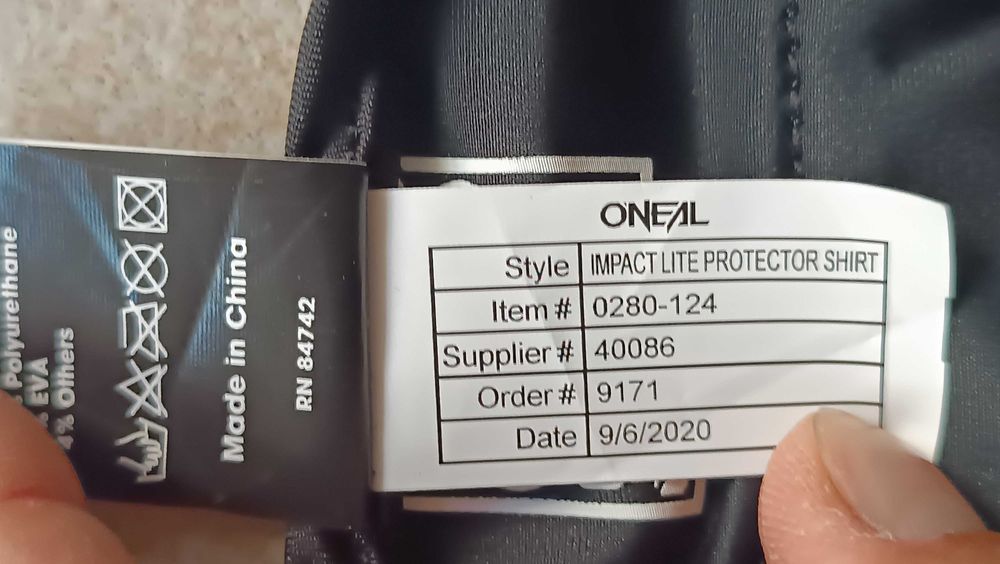 Polyurethane
EVA
4% Others
Made in China
RN 84742
O'NEAL
Style IMPACT LITE PROTECTOR SHIRT
Item # 0280-124
Supplier # 40086
Order # 9171
Date 9/6/2020